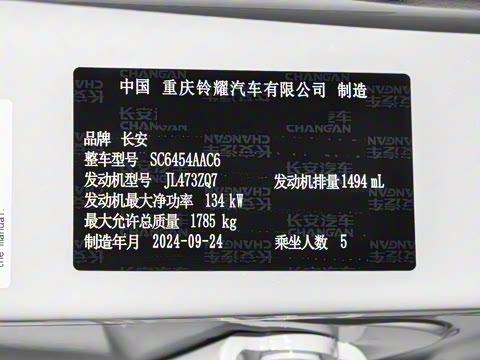 中国 重庆铃耀汽车有限公司 制造
品牌 长安
整车型号 SC6454AAC6
发动机型号 JL473ZQ7 发动机排量1494 mL
发动机最大净功率 134 kW
最大允许总质量 1785 kg
制造年月 2024-09-24 乘坐人数 5
the manual.